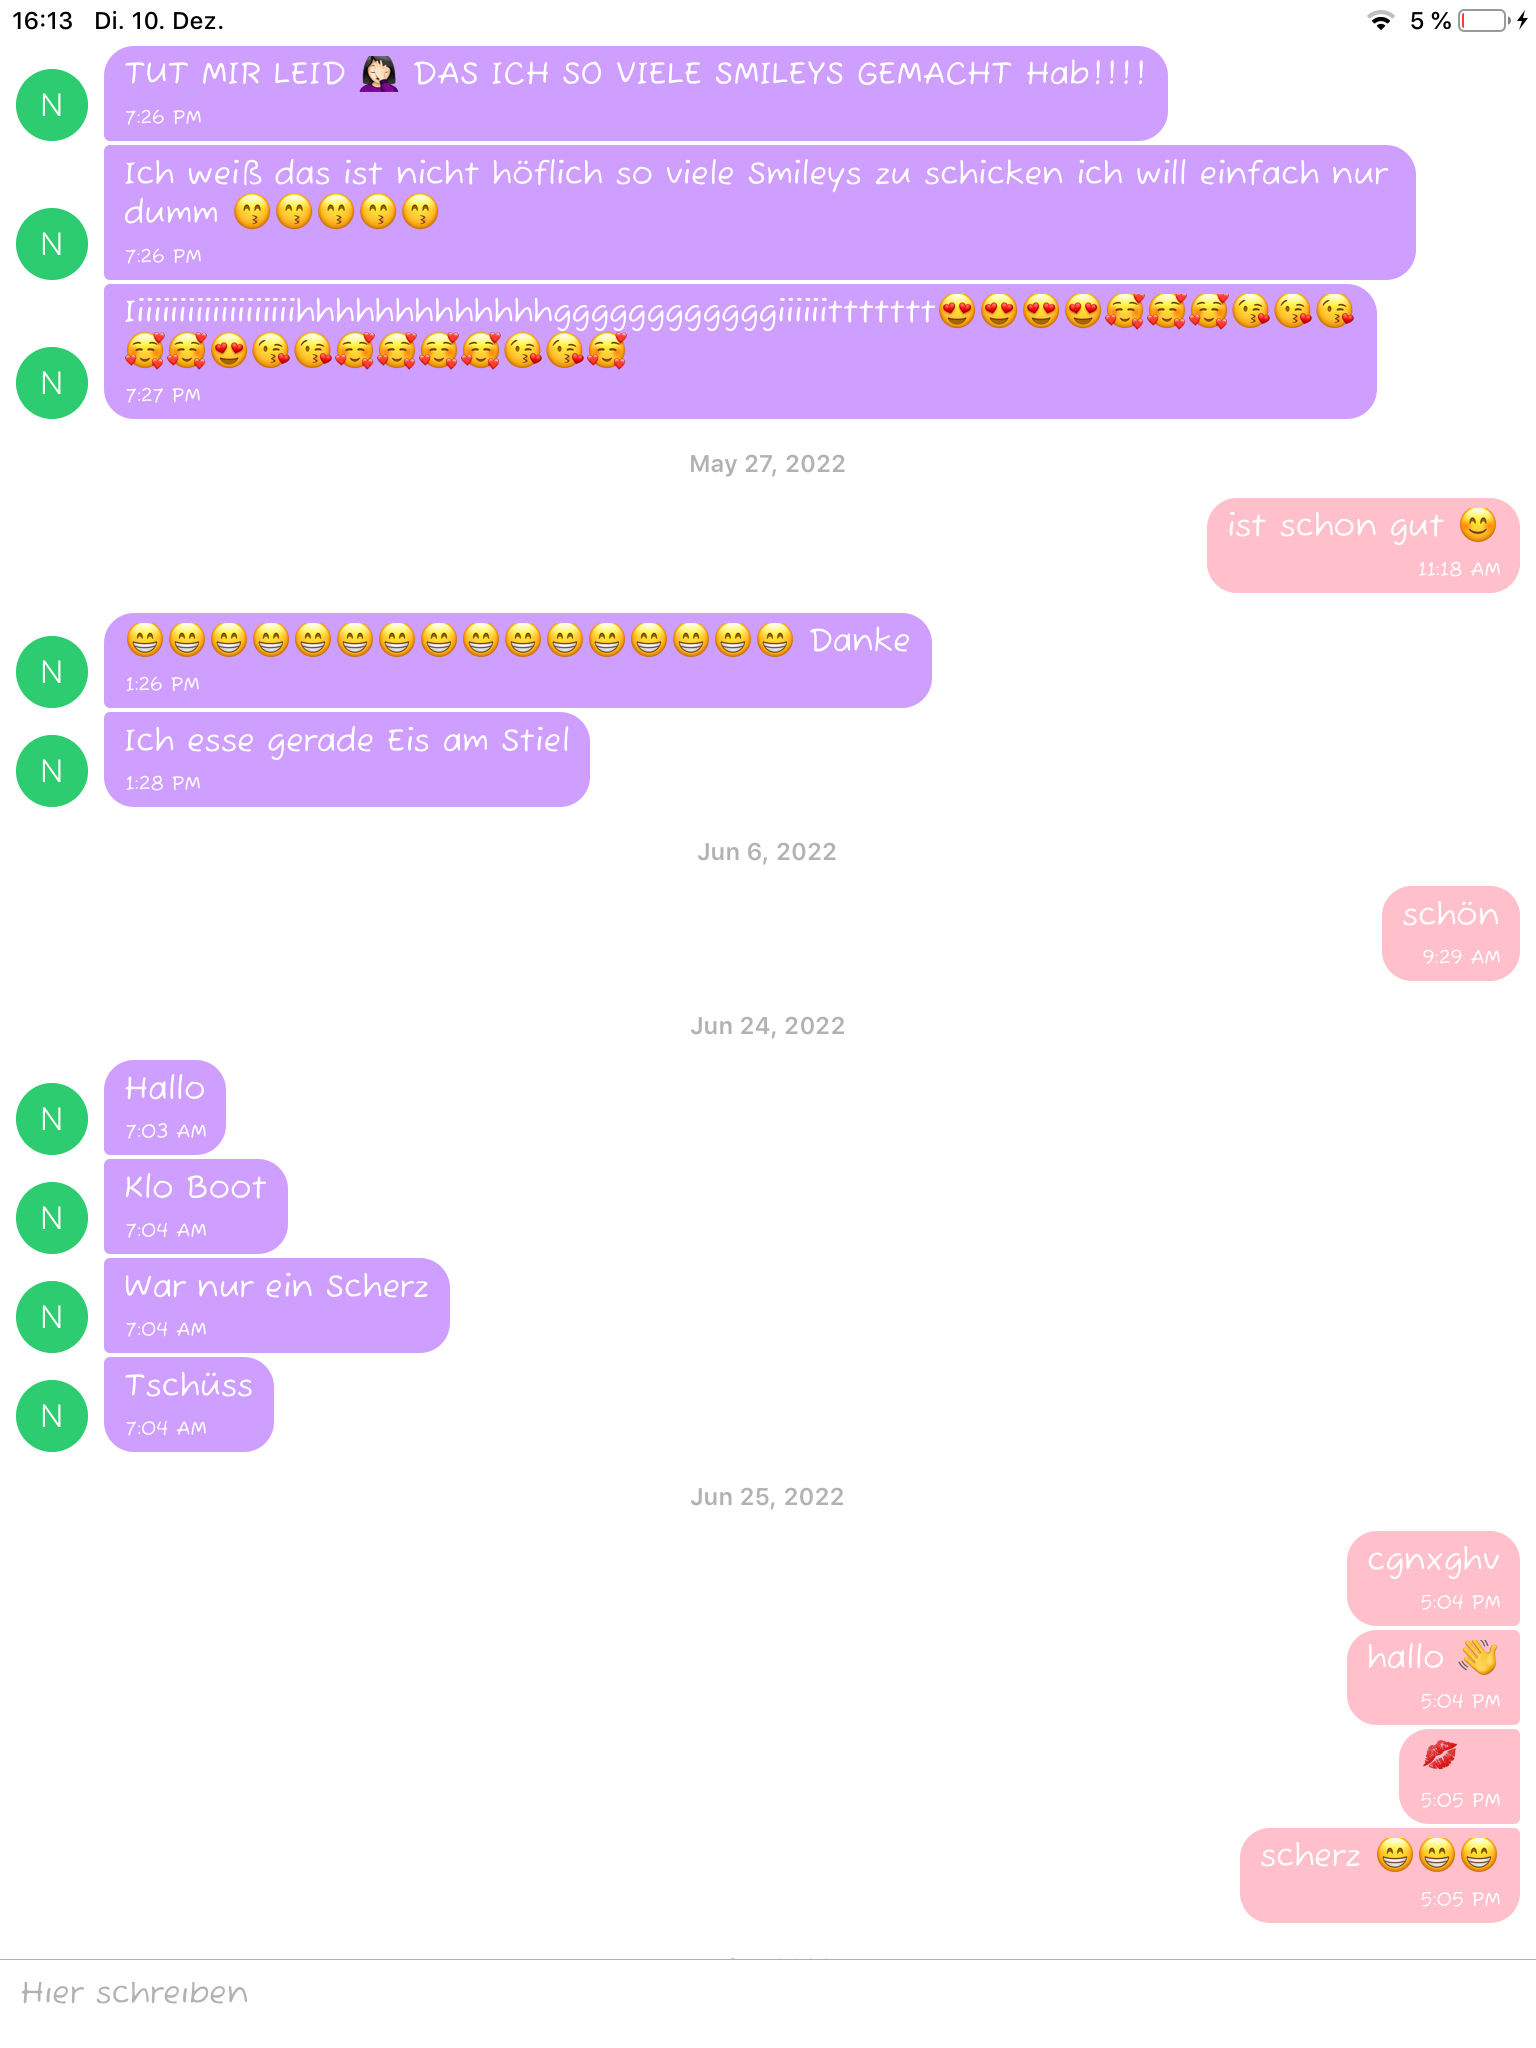 16:13 Di. 10. Dez. 5 %
TUT MIR LEID 🤦🏻‍♀️ DAS ICH SO VIELE SMILEYS GEMACHT Hab!!!!
N
7:26 PM
Ich weiß das ist nicht höflich so viele Smileys zu schicken ich will einfach nur
dumm 😙😙😙😙😙
N
7:26 PM
Iiiiiiiiiiiiiiiiiiiiihhhhhhhhhhhhhggggggggggggiiiiiittttttt😍😍😍😍🥰🥰🥰😘😘😘
🥰🥰😍😘😘🥰🥰🥰🥰😘😘🥰
N
7:27 PM
May 27, 2022
ist schon gut 😊
11:18 AM
😁😁😁😁😁😁😁😁😁😁😁😁😁😁😁😁 Danke
N
1:26 PM
Ich esse gerade Eis am Stiel
N
1:28 PM
Jun 6, 2022
schön
9:29 AM
Jun 24, 2022
Hallo
N
7:03 AM
Klo Boot
N
7:04 AM
War nur ein Scherz
N
7:04 AM
Tschüss
N
7:04 AM
Jun 25, 2022
cgnxghv
5:04 PM
hallo 👋
5:04 PM
💋
5:05 PM
scherz 😁😁😁
5:05 PM
Hier schreiben